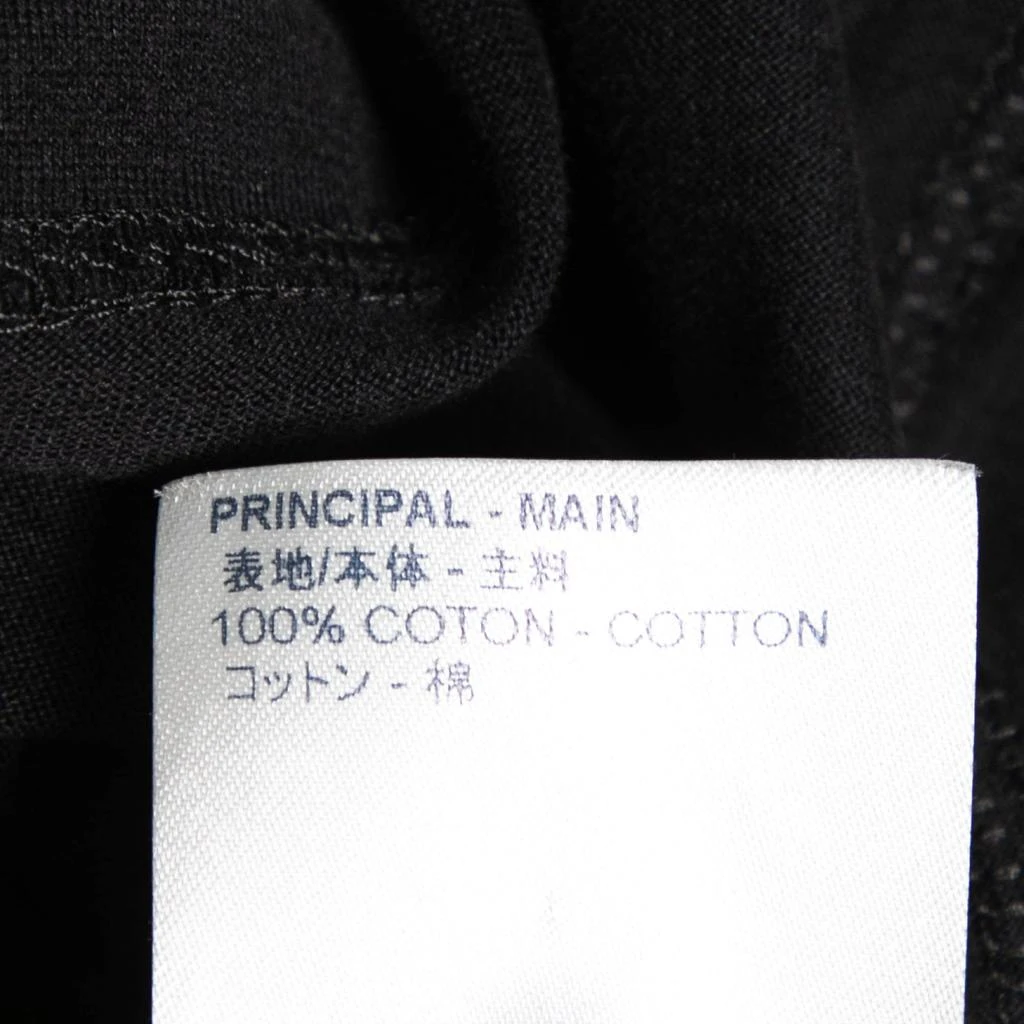 PRINCIPAL - MAIN
表地/本体 - 主料
100% COTON - COTTON
コットン - 棉